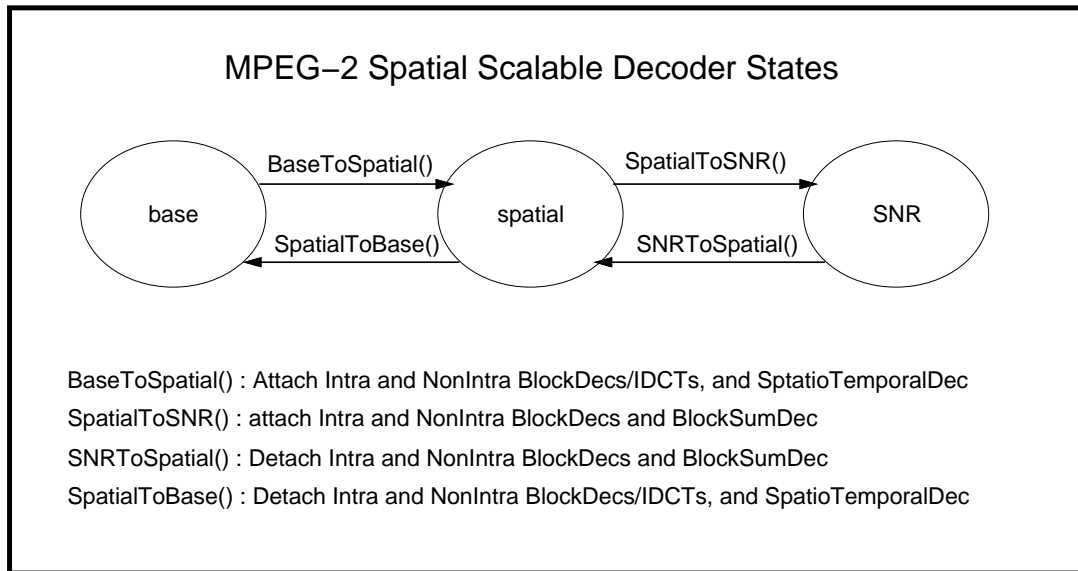 MPEG−2 Spatial Scalable Decoder States
BaseToSpatial()
SpatialToSNR()
base
spatial
SNR
SpatialToBase()
SNRToSpatial()
BaseToSpatial() : Attach Intra and NonIntra BlockDecs/IDCTs, and SptatioTemporalDec
SpatialToSNR() : attach Intra and NonIntra BlockDecs and BlockSumDec
SNRToSpatial() : Detach Intra and NonIntra BlockDecs and BlockSumDec
SpatialToBase() : Detach Intra and NonIntra BlockDecs/IDCTs, and SpatioTemporalDec